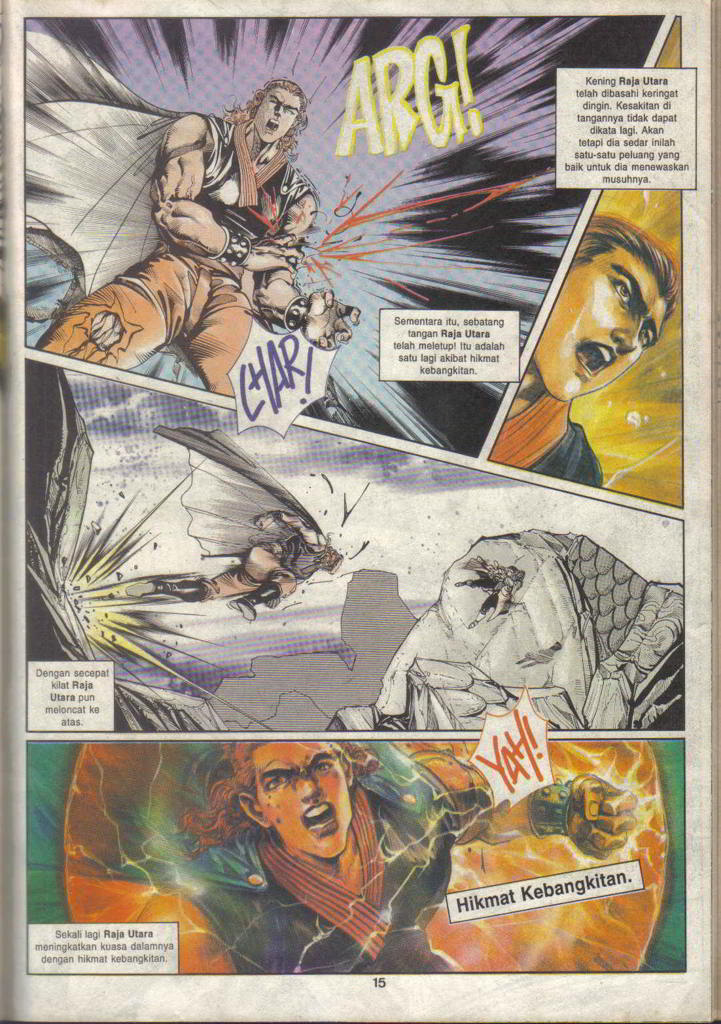 ARG!
Kening Raja Utara
telah dibasahi keringat
dingin. Kesakitan di
tangannya tidak dapat
dikata lagi. Akan
tetapi dia sedar inilah
satu-satu peluang yang
baik untuk dia menewaskan
musuhnya.
Sementara itu, sebatang
tangan Raja Utara
telah meletup! Itu adalah
satu lagi akibat hikmat
kebangkitan.
CHAR!
Dengan secepat
kilat Raja
Utara pun
meloncat ke
atas.
YAH!
Hikmat Kebangkitan.
Sekali lagi Raja Utara
meningkatkan kuasa dalamnya
dengan hikmat kebangkitan.
15